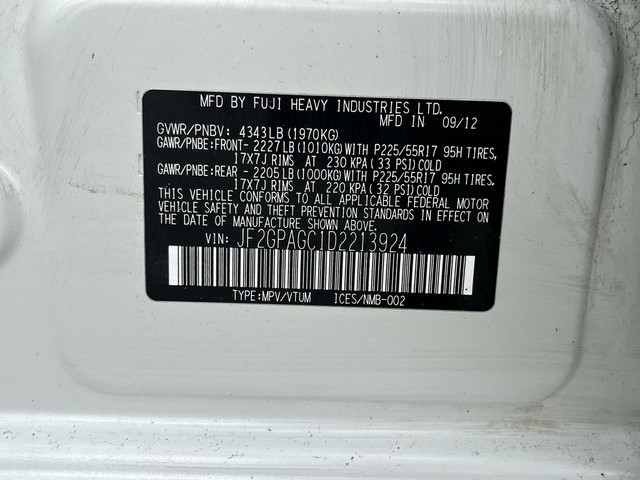 MFD BY FUJI HEAVY INDUSTRIES LTD.
MFD IN 09/12
GVWR/PNBV: 4343LB(1970KG)
GAWR/PNBE:FRONT- 2227LB(1010KG)WITH P225/55R17 95H TIRES,
17X7J RIMS AT 230 KPA(33 PSI)COLD
GAWR/PNBE:REAR - 2205LB(1000KG)WITH P225/55R17 95H TIRES,
17X7J RIMS AT 220 KPA(32 PSI)COLD
THIS VEHICLE CONFORMS TO ALL APPLICABLE FEDERAL MOTOR
VEHICLE SAFETY AND THEFT PREVENTION STANDARDS IN EFFECT ON
THE DATE OF MANUFACTURE SHOWN ABOVE.
VIN: JF2GPAGC1D2213924
TYPE:MPV/VTUM ICES/NMB-002